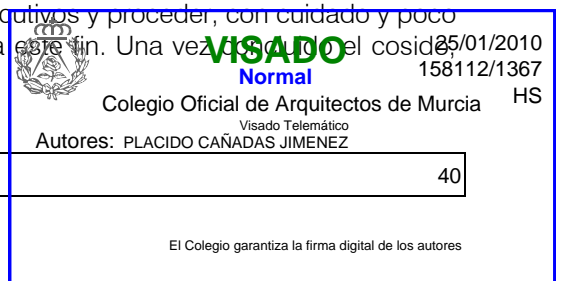 cutivos y proceder, con cuidado y poco
a este fin. Una vez concluido el cosido,
VISADO
25/01/2010
Normal
158112/1367
HS
Colegio Oficial de Arquitectos de Murcia
Visado Telemático
Autores: PLACIDO CAÑADAS JIMENEZ
40
El Colegio garantiza la firma digital de los autores